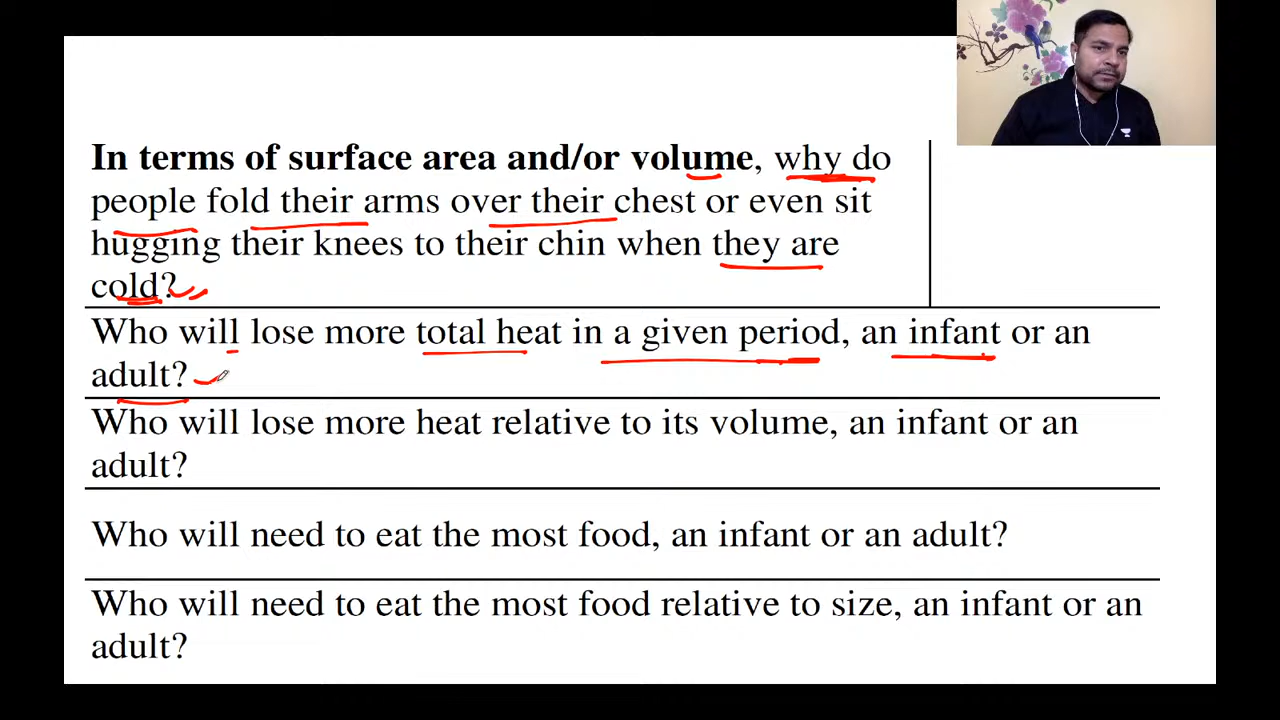 In terms of surface area and/or volume, why do
people fold their arms over their chest or even sit
hugging their knees to their chin when they are
cold?
Who will lose more total heat in a given period, an infant or an
adult?
Who will lose more heat relative to its volume, an infant or an
adult?
Who will need to eat the most food, an infant or an adult?
Who will need to eat the most food relative to size, an infant or an
adult?